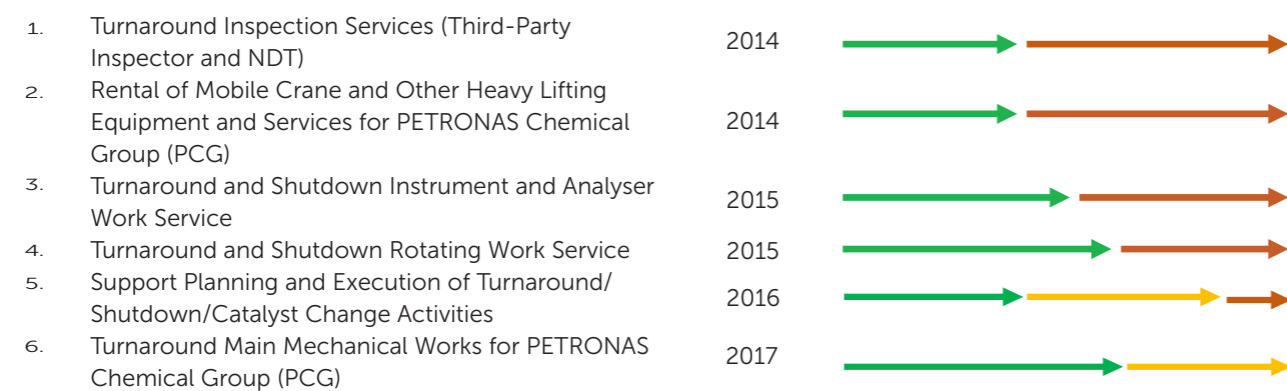 1. Turnaround Inspection Services (Third-Party
Inspector and NDT) 2014
2. Rental of Mobile Crane and Other Heavy Lifting
Equipment and Services for PETRONAS Chemical 2014
Group (PCG)
3. Turnaround and Shutdown Instrument and Analyser
Work Service 2015
4. Turnaround and Shutdown Rotating Work Service 2015
5. Support Planning and Execution of Turnaround/
Shutdown/Catalyst Change Activities 2016
6. Turnaround Main Mechanical Works for PETRONAS 2017
Chemical Group (PCG)